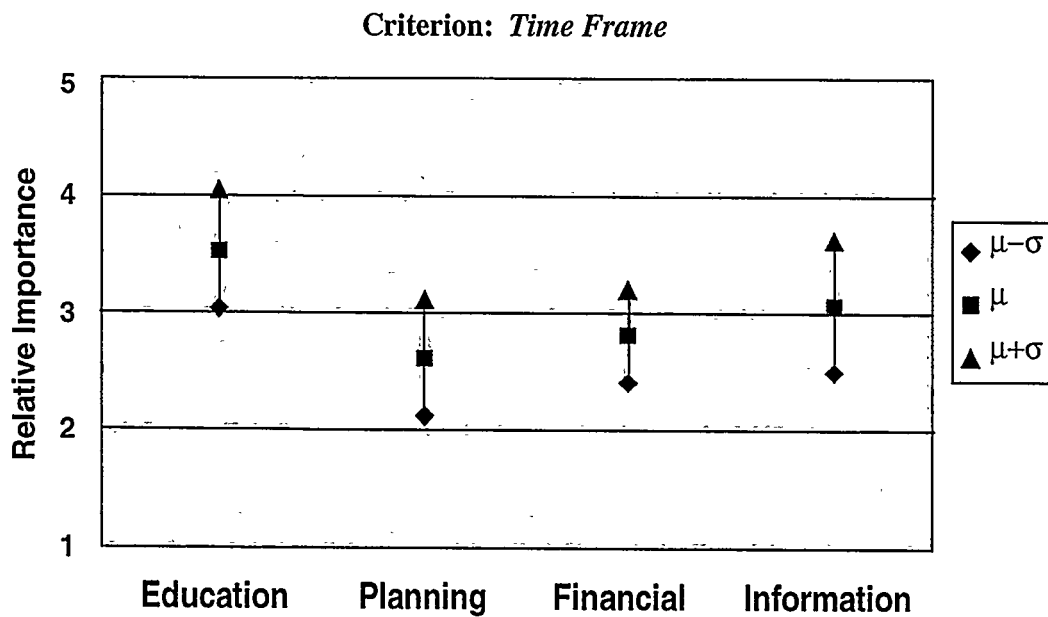 Criterion: Time Frame
5
4
3
2
1
Relative Importance
Education Planning Financial Information
μ−σ
μ
μ+σ